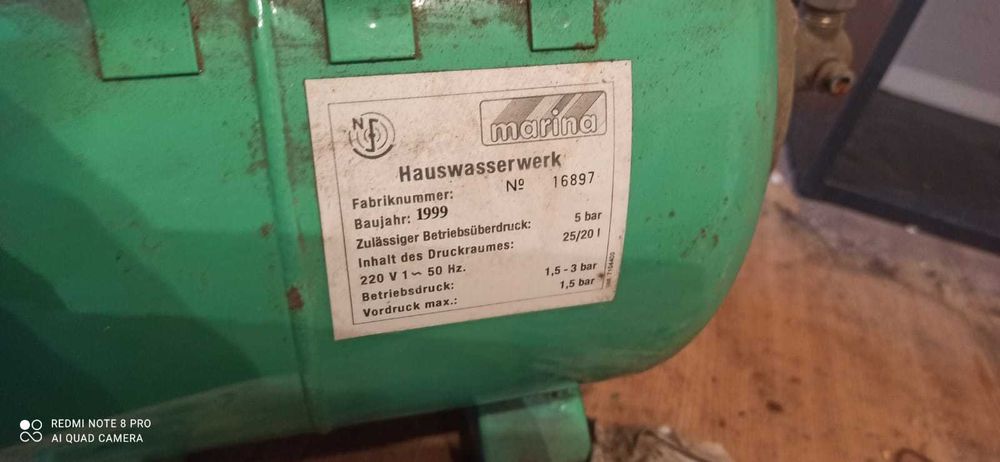 marina
Hauswasserwerk
Fabriknummer: Nº 16897
Baujahr: 1999
Zulässiger Betriebsüberdruck: 5 bar
Inhalt des Druckraumes: 25/20 l
220 V 1~ 50 Hz.
Betriebsdruck: 1,5 - 3 bar
Vordruck max.: 1,5 bar
REDMI NOTE 8 PRO
AI QUAD CAMERA